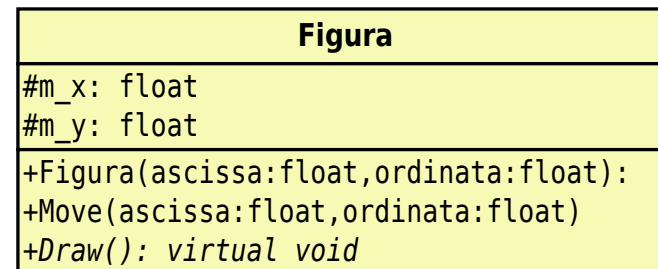 Figura
#m_x: float
#m_y: float
+Figura(ascissa:float,ordinata:float):
+Move(ascissa:float,ordinata:float)
+Draw(): virtual void